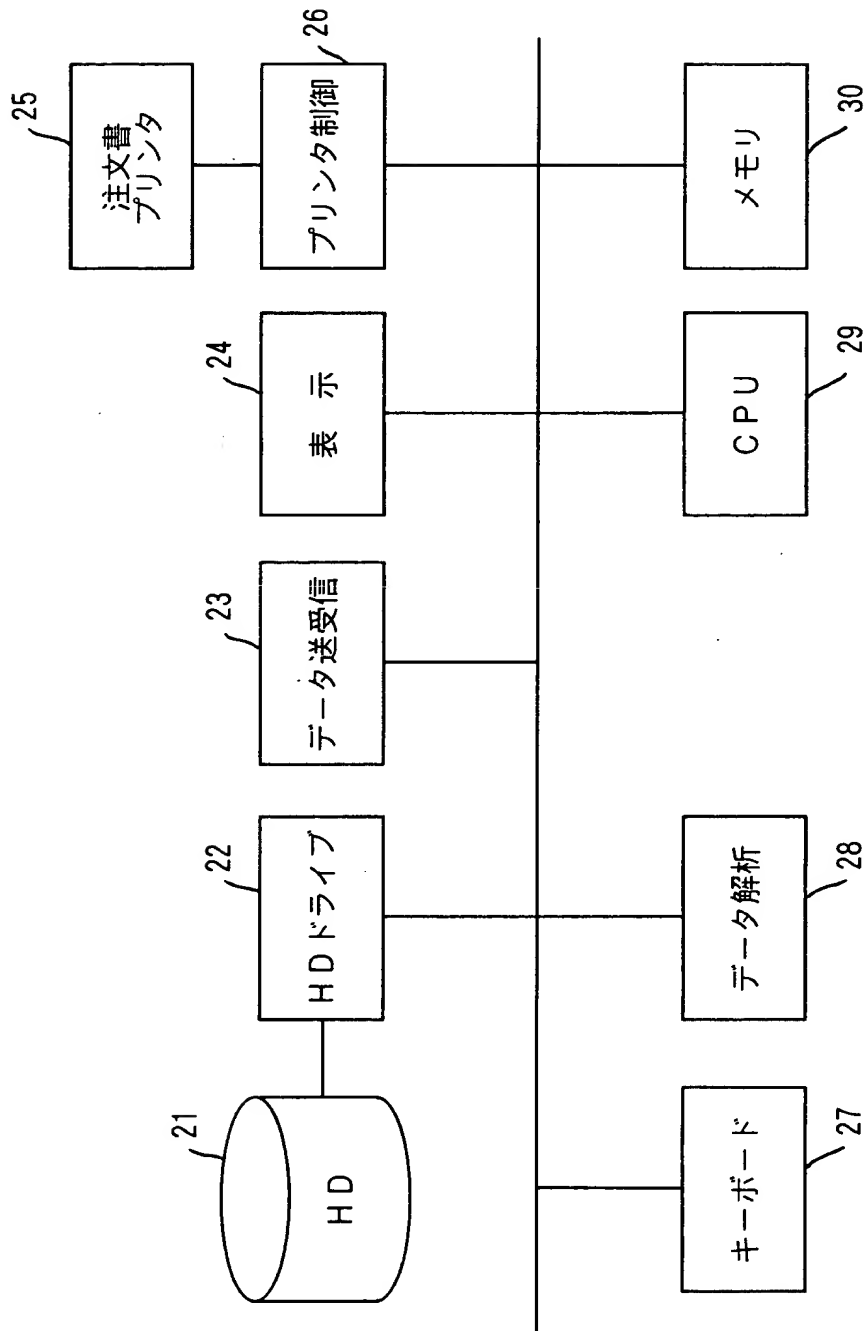 21
HD
22
HDドライブ
23
データ送受信
24
表示
25
注文書
プリンタ
26
プリンタ制御
キーボード
27
データ解析
28
CPU
29
メモリ
30